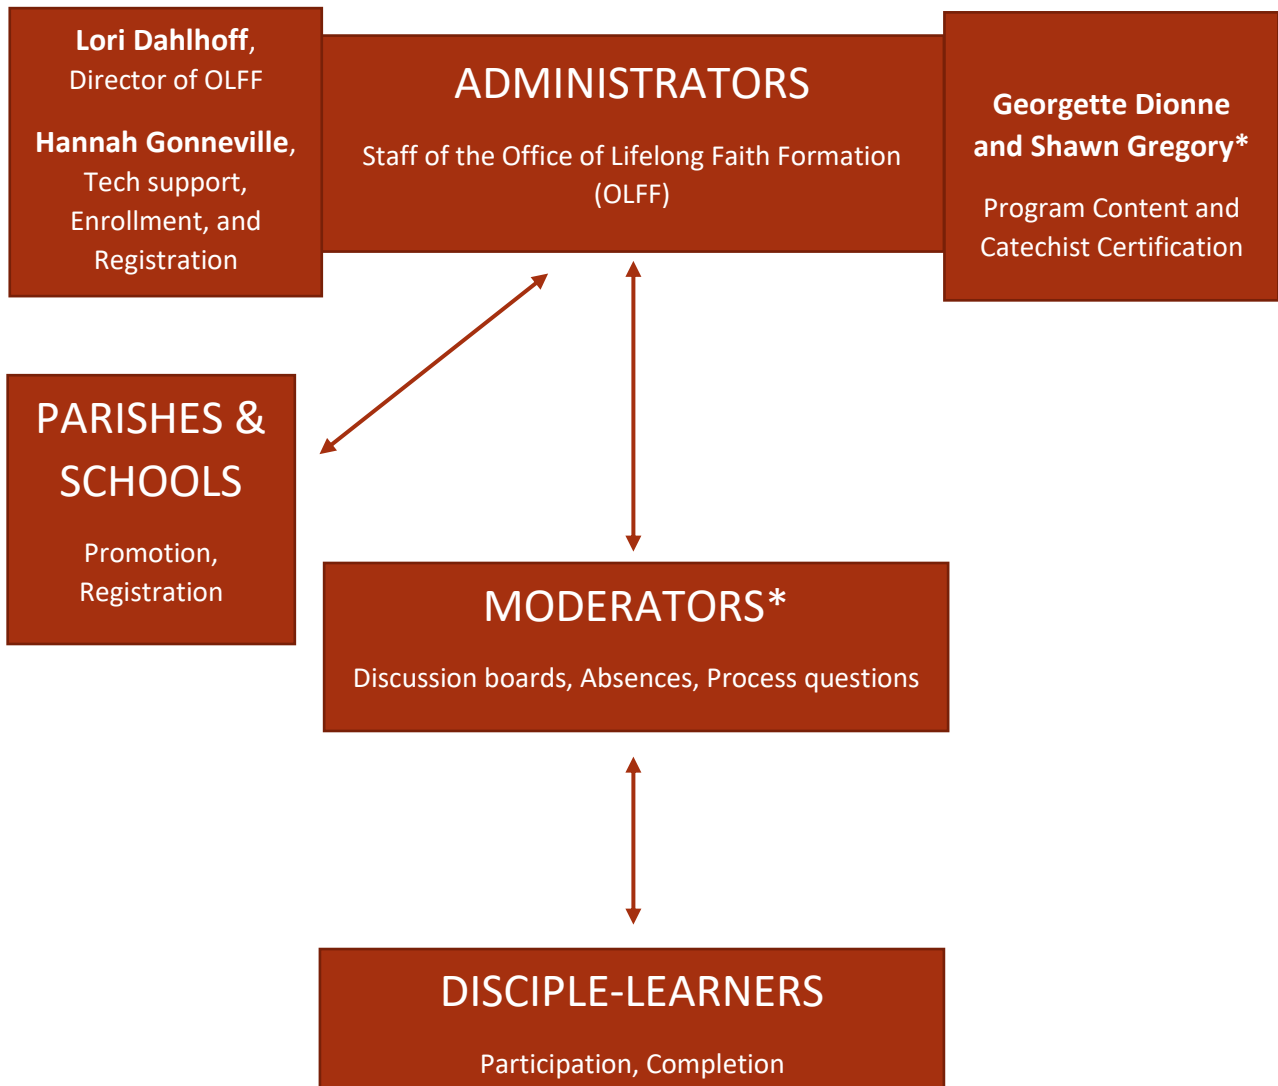 Lori Dahlhoff,
Director of OLFF
Hannah Gonneville,
Tech support,
Enrollment, and
Registration
ADMINISTRATORS
Staff of the Office of Lifelong Faith Formation
(OLFF)
Georgette Dionne
and Shawn Gregory*
Program Content and
Catechist Certification
PARISHES &
SCHOOLS
Promotion,
Registration
MODERATORS*
Discussion boards, Absences, Process questions
DISCIPLE-LEARNERS
Participation, Completion